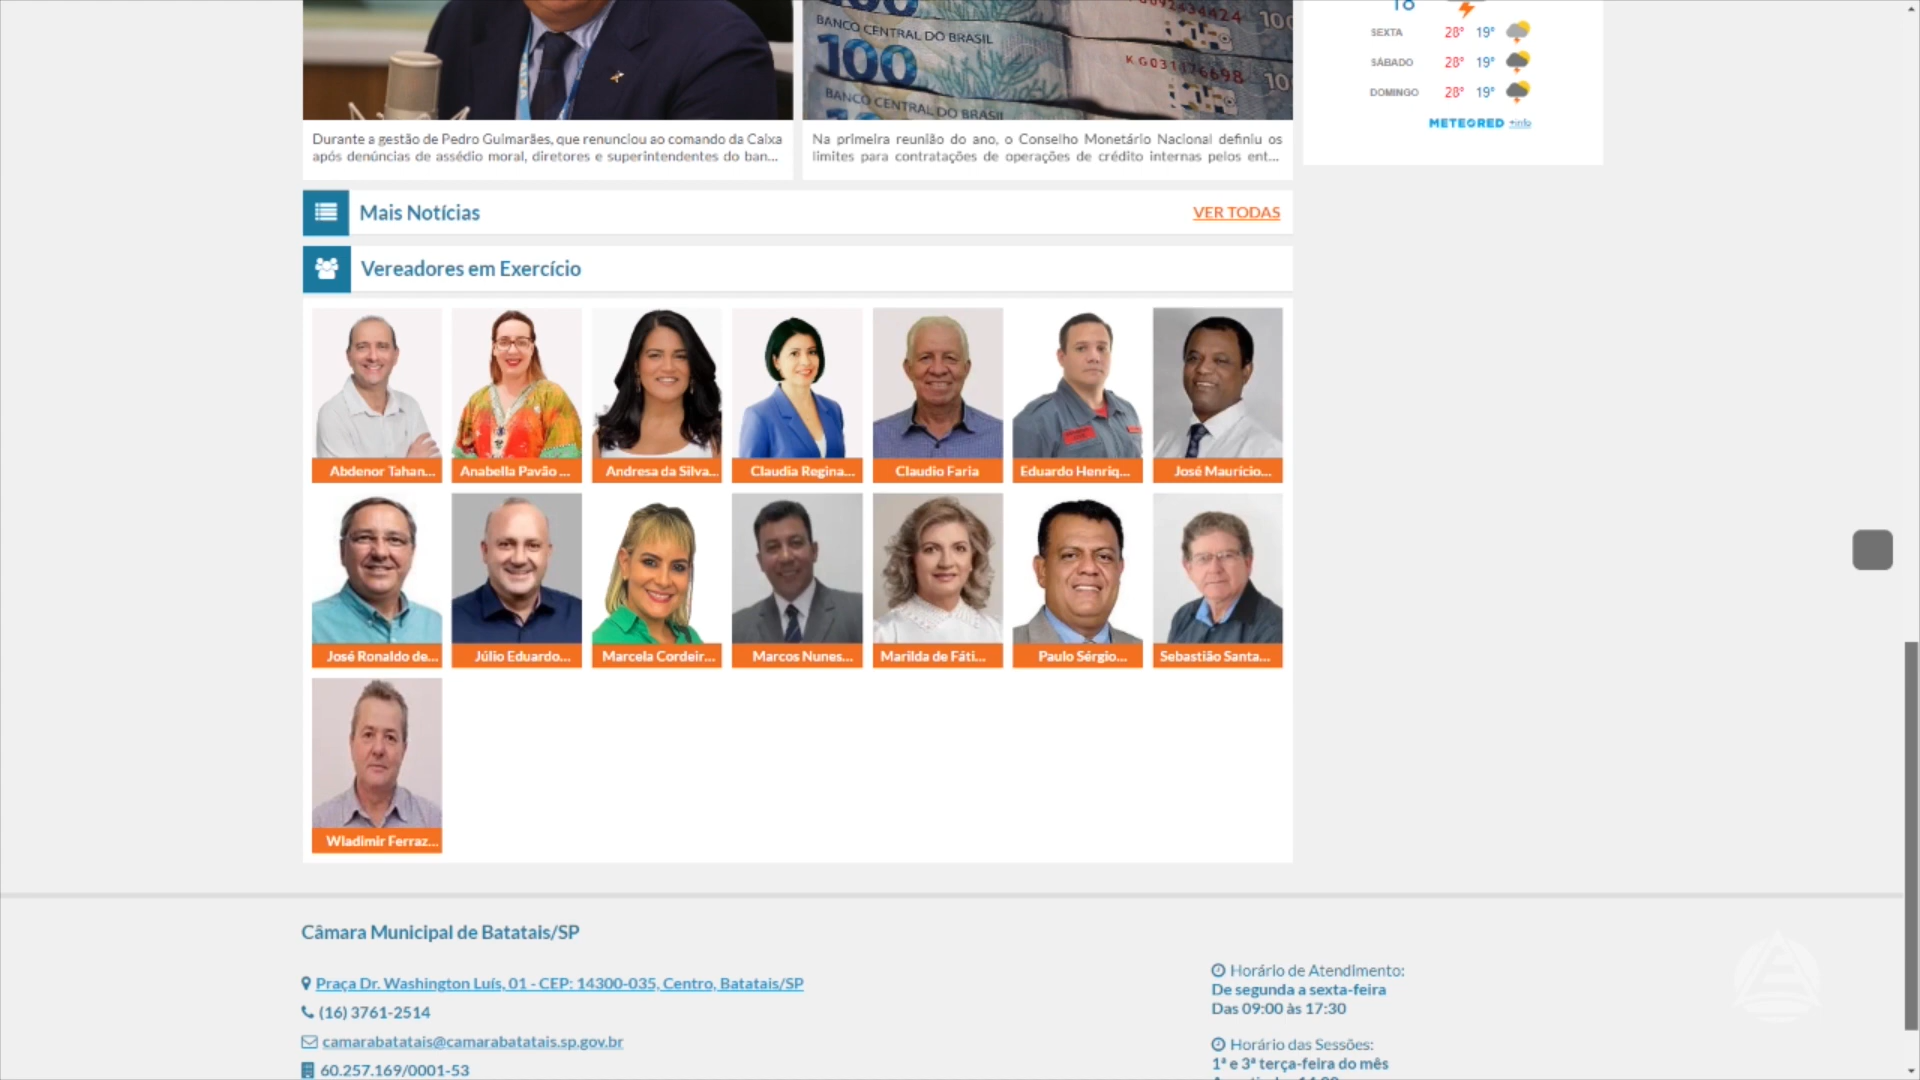 BANCO CENTRAL DO BRASIL
100
BANCO CENTRAL DO BRASIL
18
SEXTA 28° 19°
SÁBADO 28° 19°
DOMINGO 28° 19°
METEORED +info
Durante a gestão de Pedro Guimarães, que renunciou ao comando da Caixa
após denúncias de assédio moral, diretores e superintendentes do ban...
Na primeira reunião do ano, o Conselho Monetário Nacional definiu os
limites para contratações de operações de crédito internas pelos ent...
Mais Notícias VER TODAS
Vereadores em Exercício
Abdenor Tahan... Anabella Pavão ... Andresa da Silva... Claudia Regina... Claudio Faria Eduardo Henriq... José Maurício...
José Ronaldo de... Júlio Eduardo... Marcela Cordeir... Marcos Nunes... Marilda de Fáti... Paulo Sérgio... Sebastião Santa...
Wladimir Ferraz...
Câmara Municipal de Batatais/SP
Praça Dr. Washington Luís, 01 - CEP: 14300-035, Centro, Batatais/SP
(16) 3761-2514
camarabatatais@camarabatatais.sp.gov.br
60.257.169/0001-53
Horário de Atendimento:
De segunda a sexta-feira
Das 09:00 às 17:30
Horário das Sessões:
1ª e 3ª terça-feira do mês